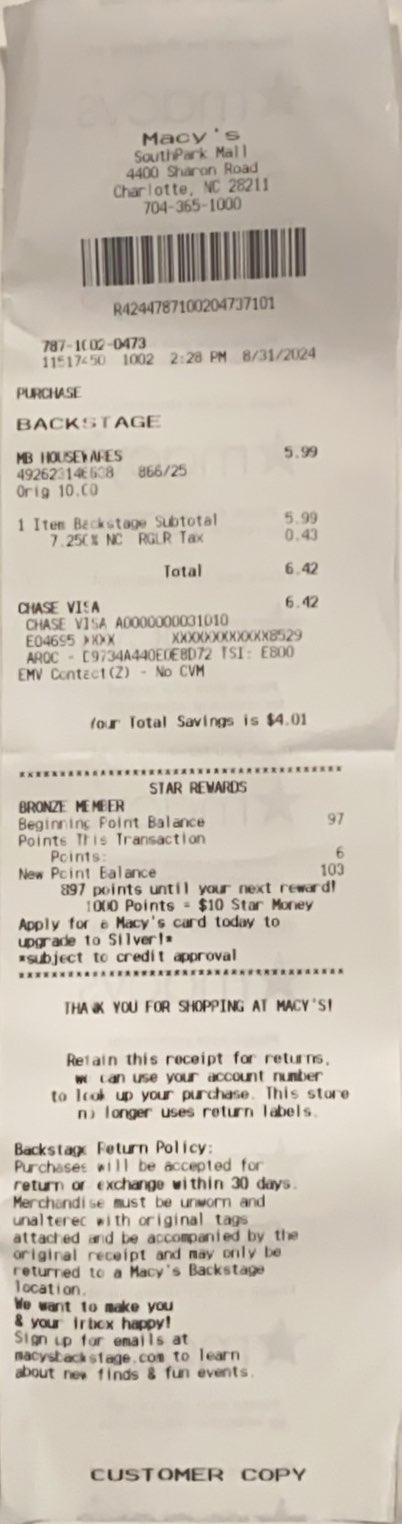 Macy's
SouthPark Mall
4400 Sharon Road
Charlotte, NC 28211
704-365-1000
R4244787100204737101
787-1002-0473
11517450 1002 2:28 PM 8/31/2024
PURCHASE
BACKSTAGE
MB HOUSEWARES 5.99
866/25
Orig 10.00
1 Item Backstage Subtotal 5.99
7.250% NC RGLR Tax 0.43
Total 6.42
CHASE VISA 6.42
CHASE VISA A0000000031010
E04695 XXXX XXXXXXXXXXXX8529
ARQC - TSI: E800
EMV Contact(Z) - No CVM
Your Total Savings is $4.01
****************************************
STAR REWARDS
BRONZE MEMBER
Beginning Point Balance 97
Points This Transaction
Points: 6
New Point Balance 103
897 points until your next reward!
1000 Points = $10 Star Money
Apply for a Macy's card today to
upgrade to Silver!*
*subject to credit approval
****************************************
THANK YOU FOR SHOPPING AT MACY'S!
Retain this receipt for returns,
we can use your account number
to look up your purchase. This store
no longer uses return labels.
Backstage Return Policy:
Purchases will be accepted for
return or exchange within 30 days.
Merchandise must be unworn and
unaltered with original tags
attached and be accompanied by the
original receipt and may only be
returned to a Macy's Backstage
location.
We want to make you
& your inbox happy!
Sign up for emails at
macysbackstage.com to learn
about new finds & fun events.
CUSTOMER COPY